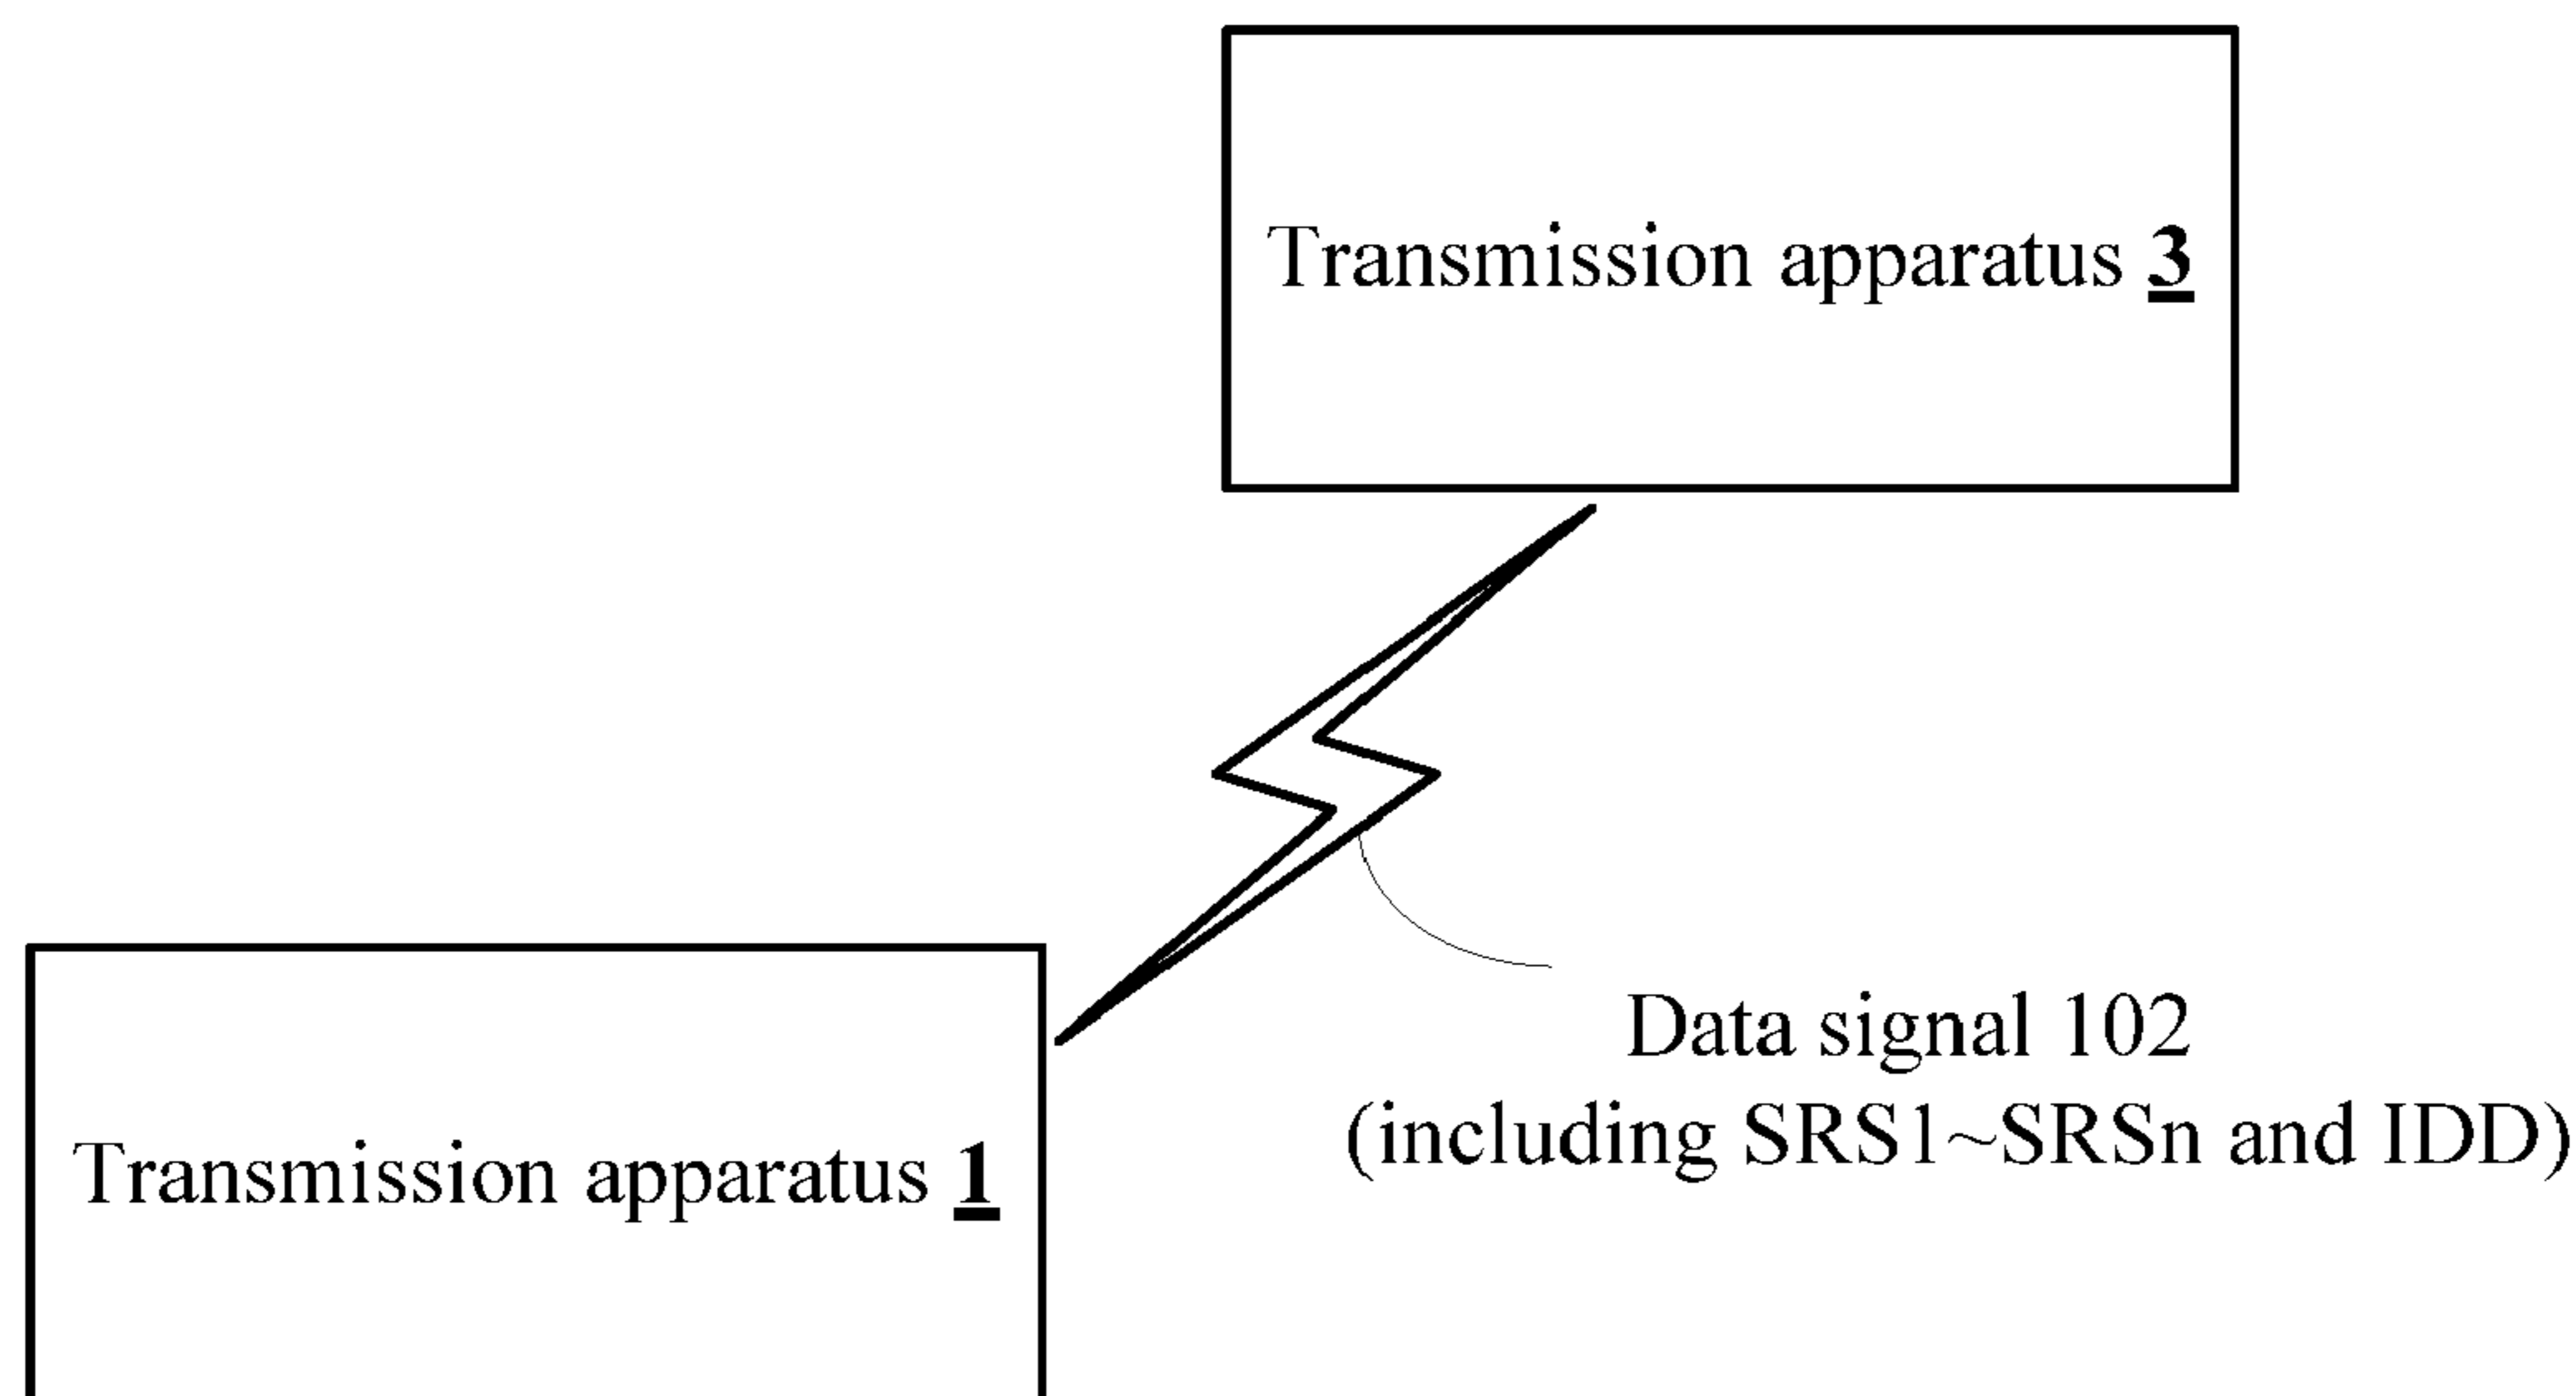 Transmission apparatus 3
Data signal 102
(including SRS1~SRSn and IDD)
Transmission apparatus 1